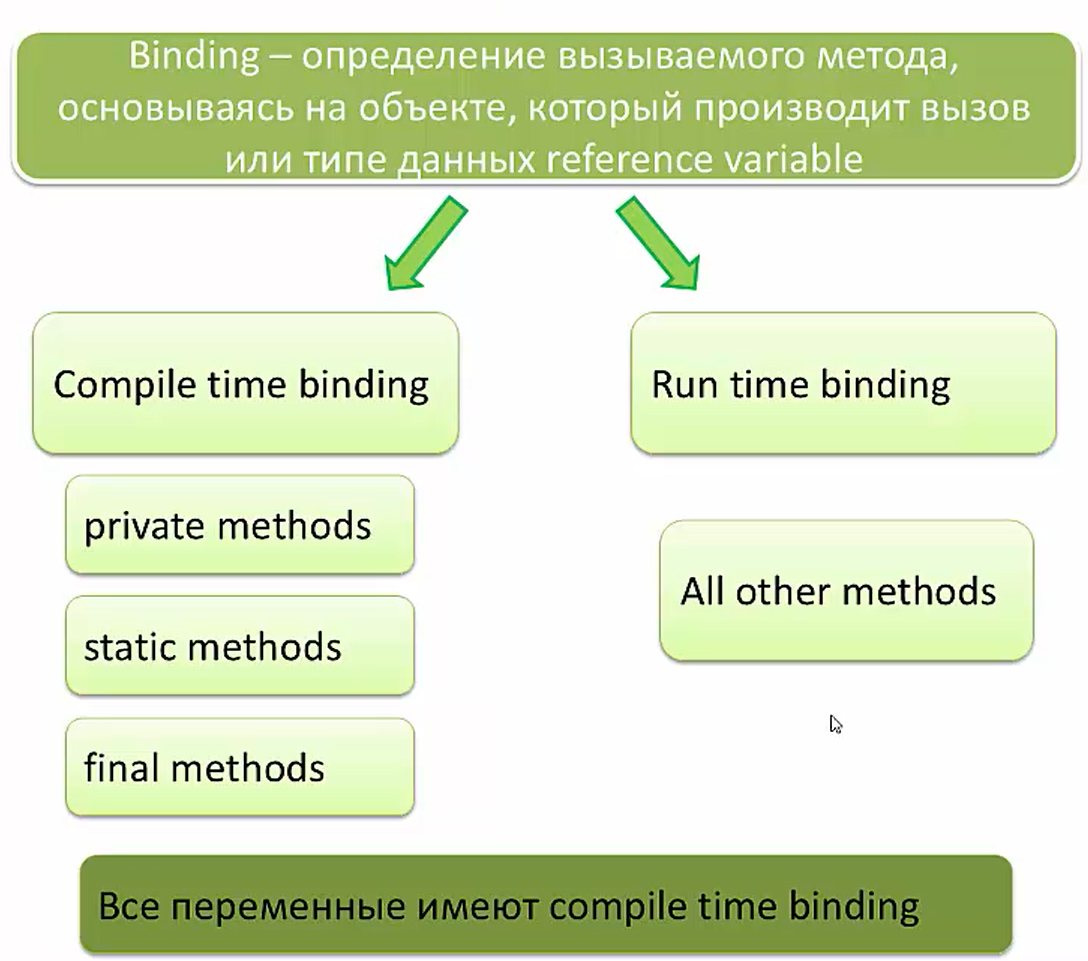 Binding – определение вызываемого метода,
основываясь на объекте, который производит вызов
или типе данных reference variable
Compile time binding
Run time binding
private methods
static methods
final methods
All other methods
Все переменные имеют compile time binding